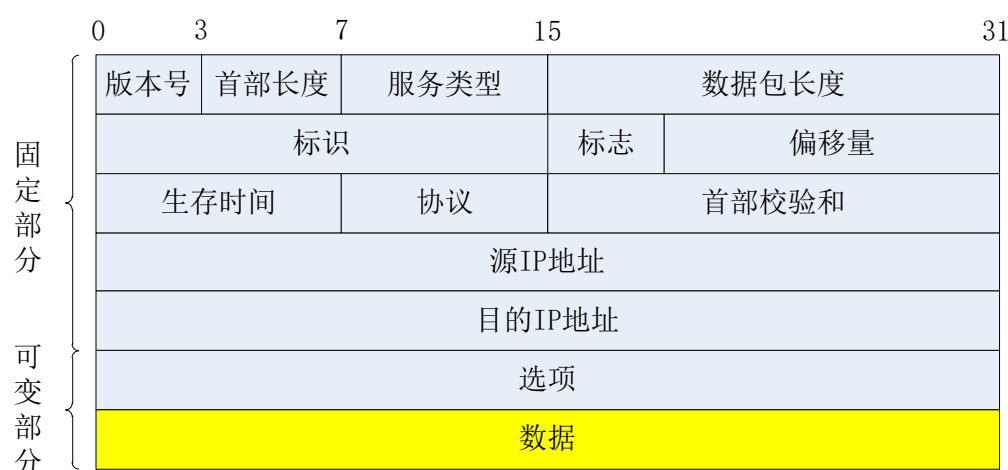 0 3 7 15 31
版本号 首部长度 服务类型 数据包长度
标识 标志 偏移量
生存时间 协议 首部校验和
源IP地址
目的IP地址
选项
数据
固定部分
可变部分